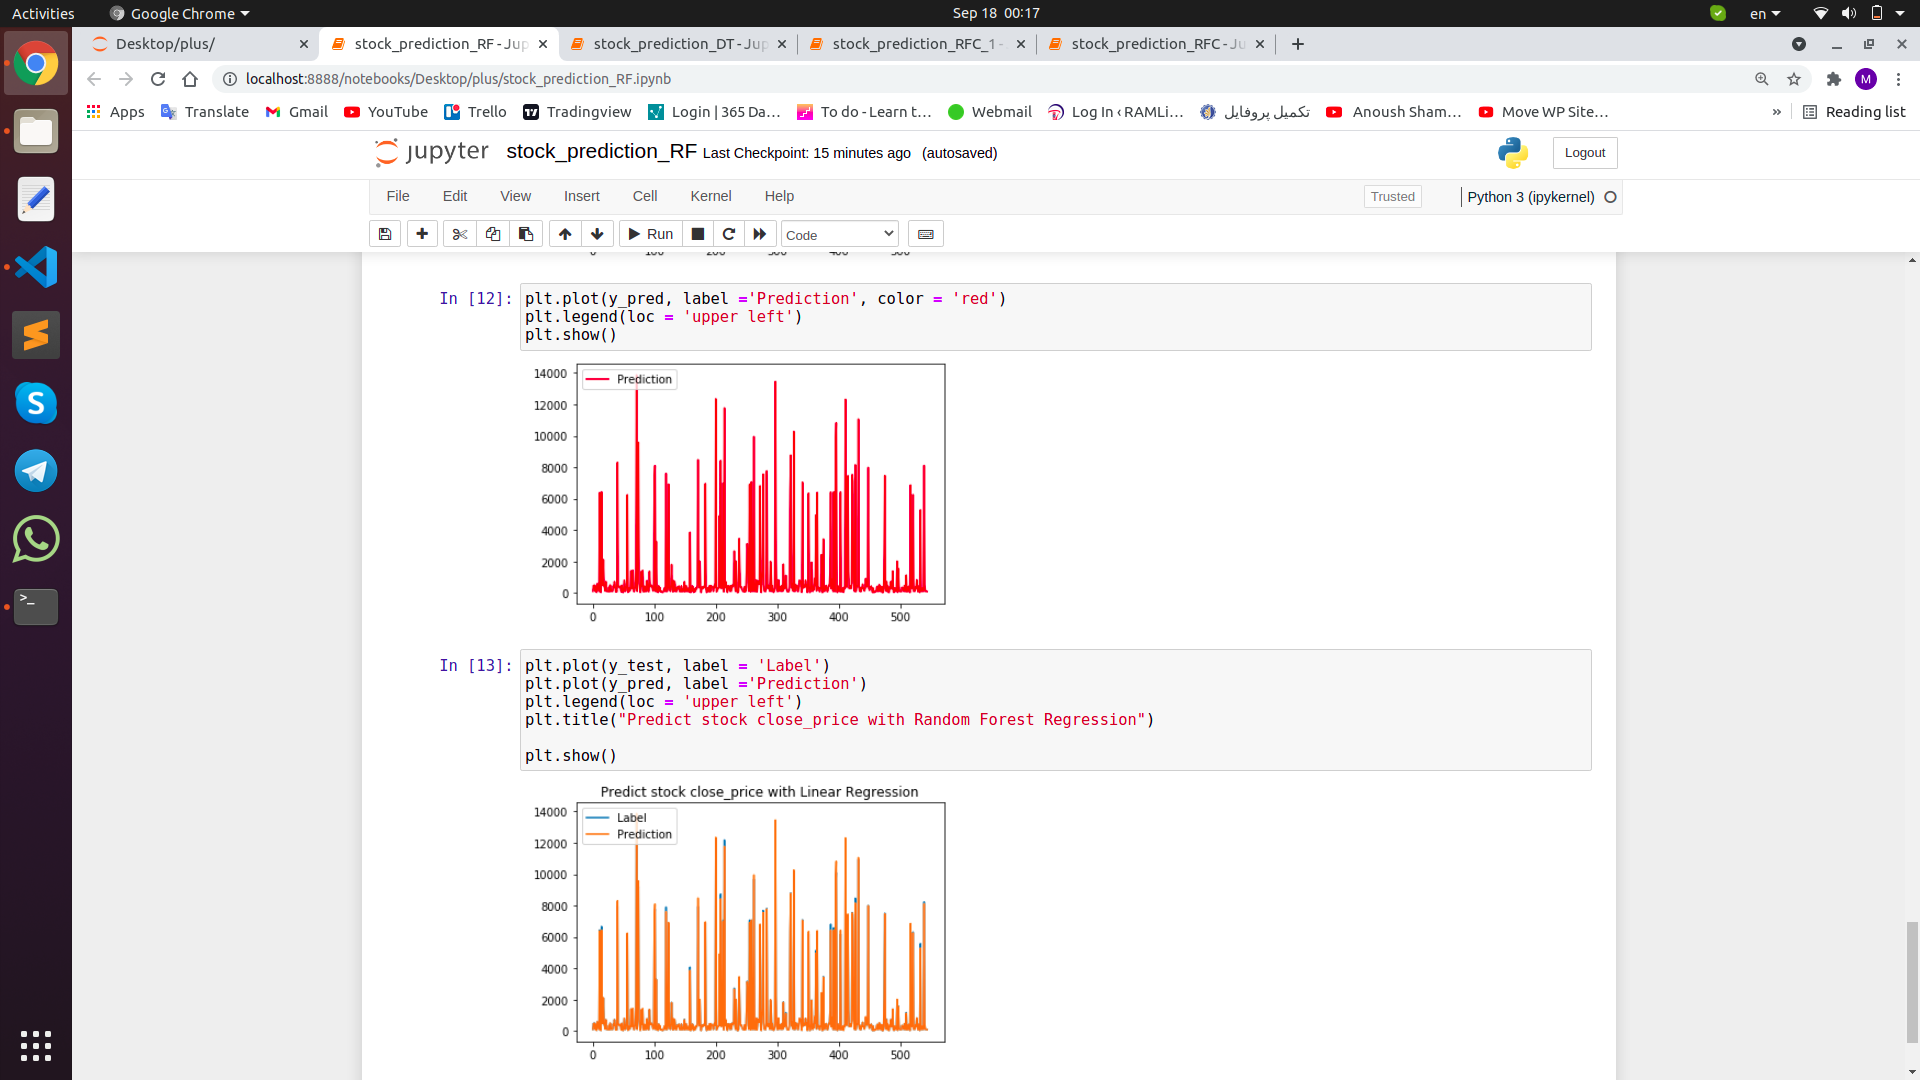 Activities
Google Chrome
Sep 18 00:17
en
Desktop/plus/
stock_prediction_RF - Jup
stock_prediction_DT - Jup
stock_prediction_RFC_1 -
stock_prediction_RFC - Ju
localhost:8888/notebooks/Desktop/plus/stock_prediction_RF.ipynb
M
Apps
Translate
Gmail
YouTube
Trello
Tradingview
Login | 365 Da…
To do - Learn t…
Webmail
Log In ‹ RAMLi…
تکمیل پروفایل
Anoush Sham…
Move WP Site…
»
Reading list
jupyter
stock_prediction_RF
Last Checkpoint: 15 minutes ago
(autosaved)
Logout
File
Edit
View
Insert
Cell
Kernel
Help
Trusted
Python 3 (ipykernel)
Run
Code
0 100 200 300 400 500
In [12]:
plt.plot(y_pred, label ='Prediction', color = 'red')
plt.legend(loc = 'upper left')
plt.show()
Prediction
14000
12000
10000
8000
6000
4000
2000
0
0 100 200 300 400 500
In [13]:
plt.plot(y_test, label = 'Label')
plt.plot(y_pred, label ='Prediction')
plt.legend(loc = 'upper left')
plt.title("Predict stock close_price with Random Forest Regression")
plt.show()
Predict stock close_price with Linear Regression
Label
Prediction
14000
12000
10000
8000
6000
4000
2000
0
0 100 200 300 400 500